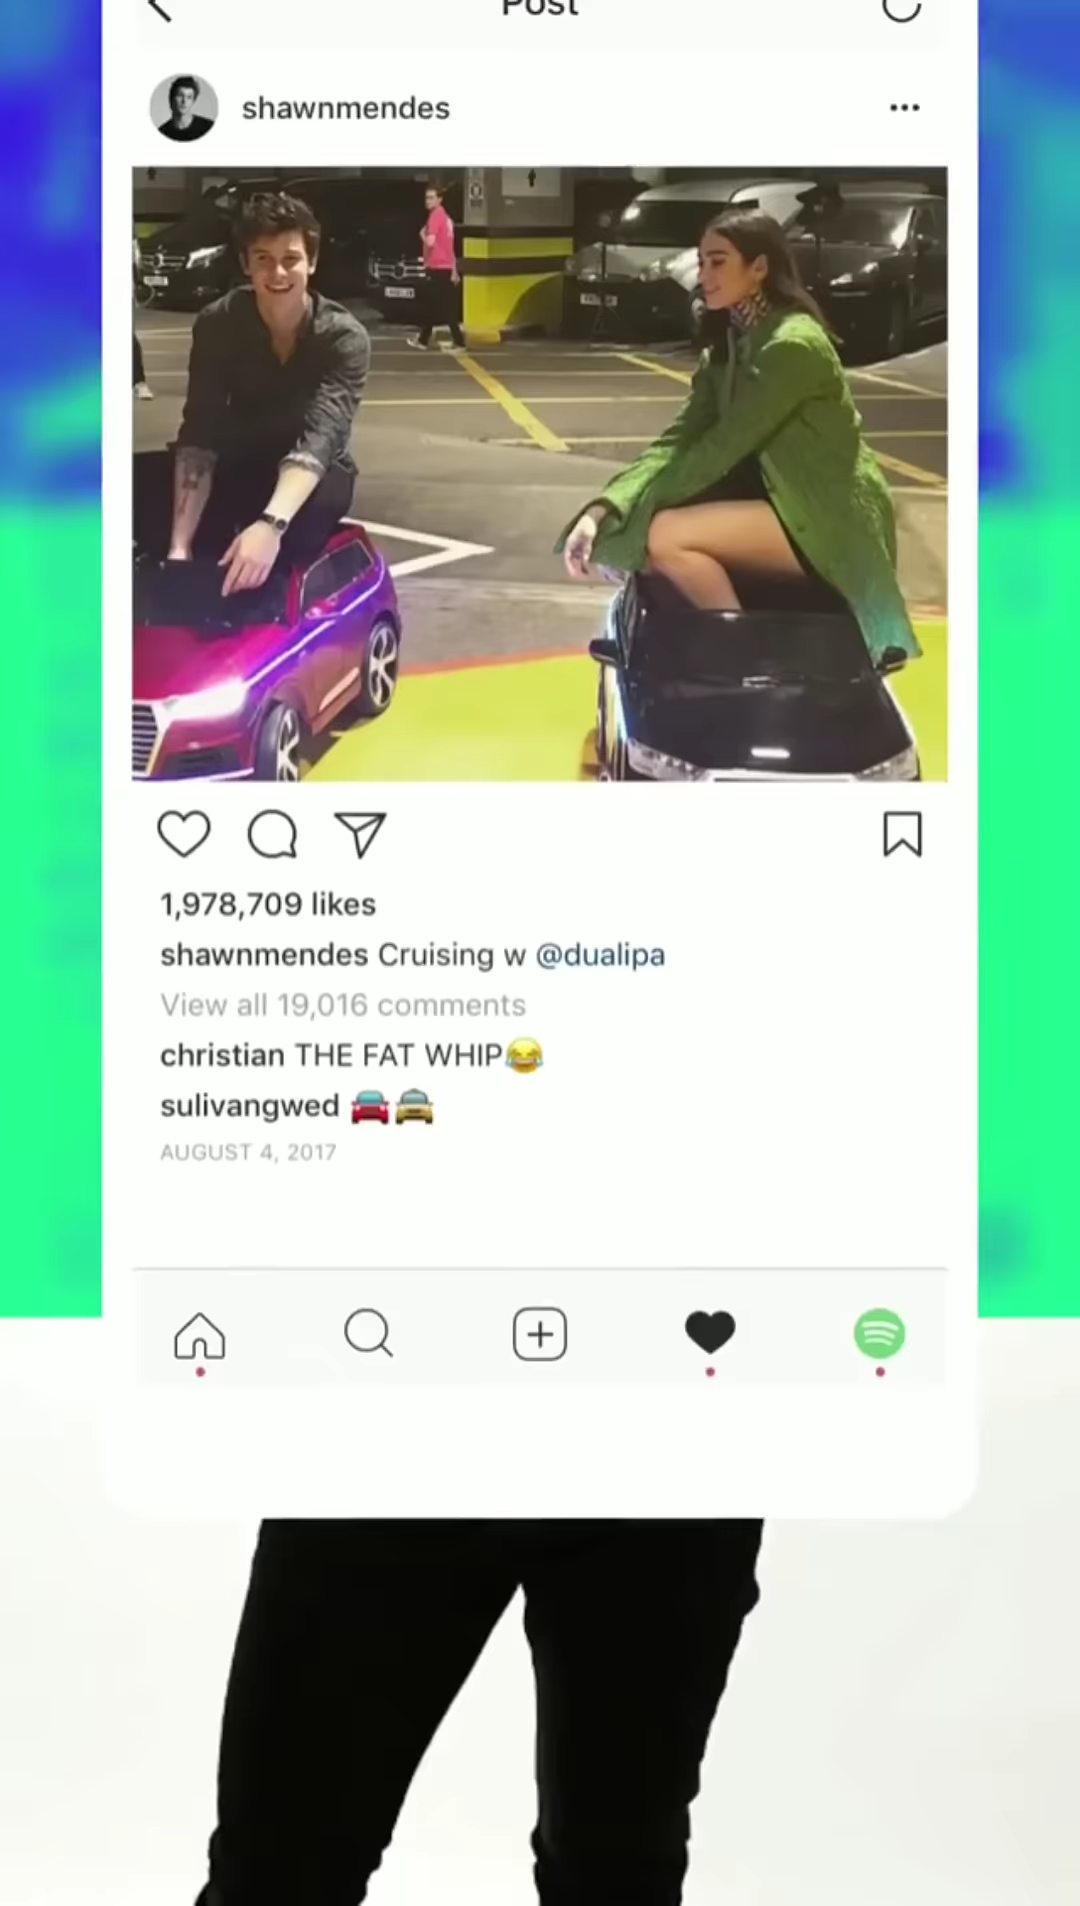 Post
shawnmendes
1,978,709 likes
shawnmendes Cruising w @dualipa
View all 19,016 comments
christian THE FAT WHIP😂
sulivangwed 🚘🚖
AUGUST 4, 2017